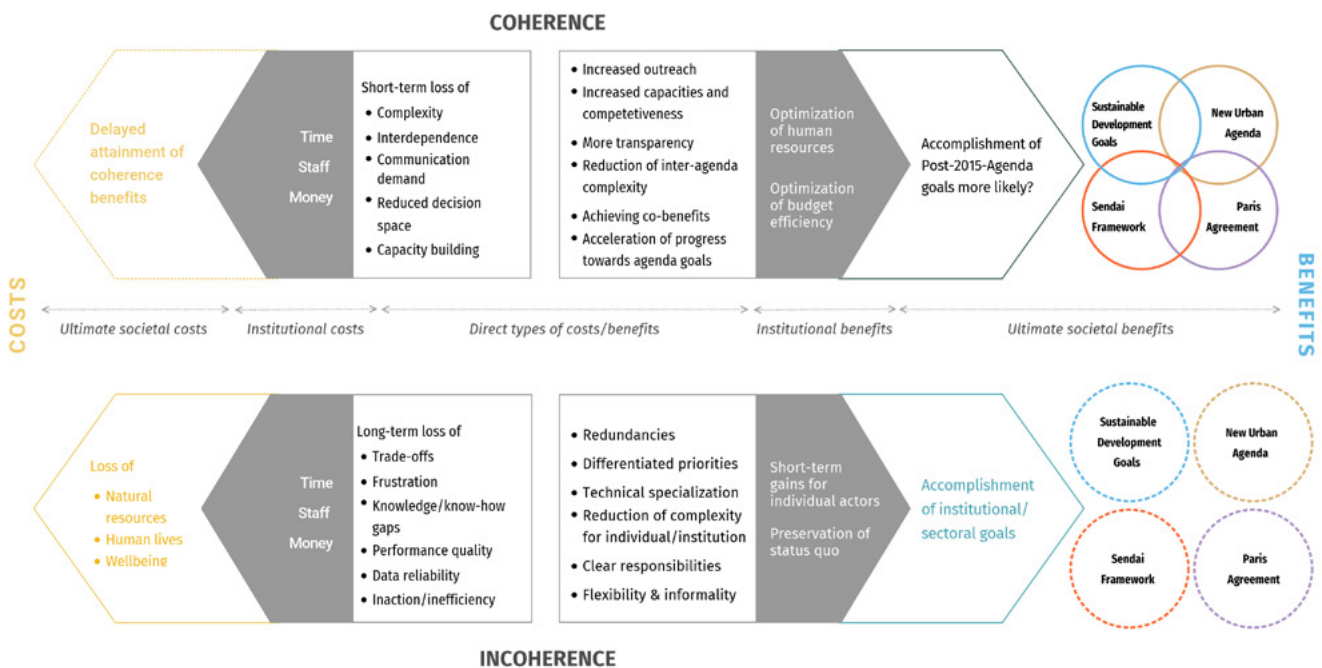 COHERENCE
Delayed
attainment of
coherence
benefits
Time
Staff
Money
Short-term loss of
• Complexity
• Interdependence
• Communication
demand
• Reduced decision
space
• Capacity building
• Increased outreach
• Increased capacities and
competetiveness
• More transparency
• Reduction of inter-agenda
complexity
• Achieving co-benefits
• Acceleration of progress
towards agenda goals
Optimization
of human
resources
Optimization
of budget
efficiency
Accomplishment of
Post-2015-Agenda
goals more likely?
Sustainable
Development
Goals
New Urban
Agenda
Sendai
Framework
Paris
Agreement
COSTS
Ultimate societal costs
Institutional costs
Direct types of costs/benefits
Institutional benefits
Ultimate societal benefits
BENEFITS
Loss of
• Natural
resources
• Human lives
• Wellbeing
Time
Staff
Money
Long-term loss of
• Trade-offs
• Frustration
• Knowledge/know-how
gaps
• Performance quality
• Data reliability
• Inaction/inefficiency
• Redundancies
• Differentiated priorities
• Technical specialization
• Reduction of complexity
for individual/institution
• Clear responsibilities
• Flexibility & informality
Short-term
gains for
individual actors
Preservation of
status quo
Accomplishment
of institutional/
sectoral goals
Sustainable
Development
Goals
New Urban
Agenda
Sendai
Framework
Paris
Agreement
INCOHERENCE